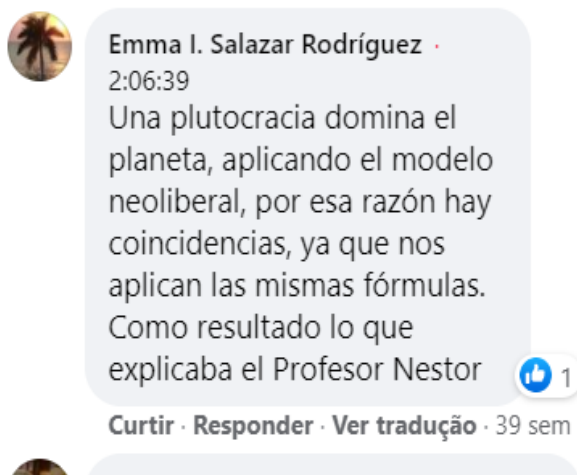 Emma I. Salazar Rodríguez ·
2:06:39
Una plutocracia domina el
planeta, aplicando el modelo
neoliberal, por esa razón hay
coincidencias, ya que nos
aplican las mismas fórmulas.
Como resultado lo que
explicaba el Profesor Nestor
1
Curtir · Responder · Ver tradução · 39 sem